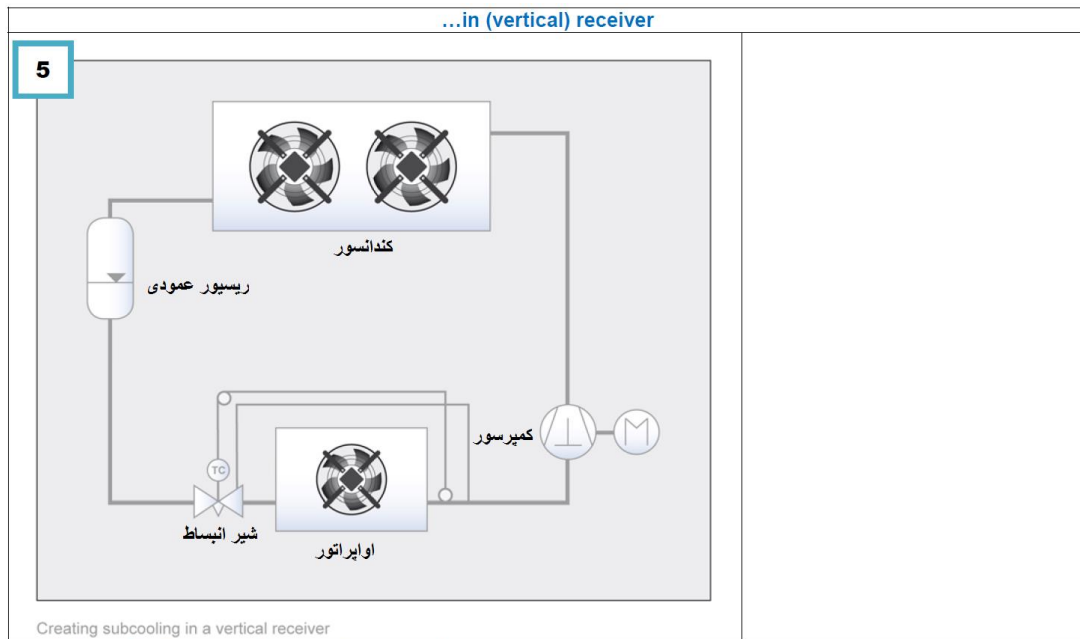 ...in (vertical) receiver
5
کندانسور
ریسیور عمودی
کمپرسور
M
TC
شیر انبساط
اواپراتور
Creating subcooling in a vertical receiver